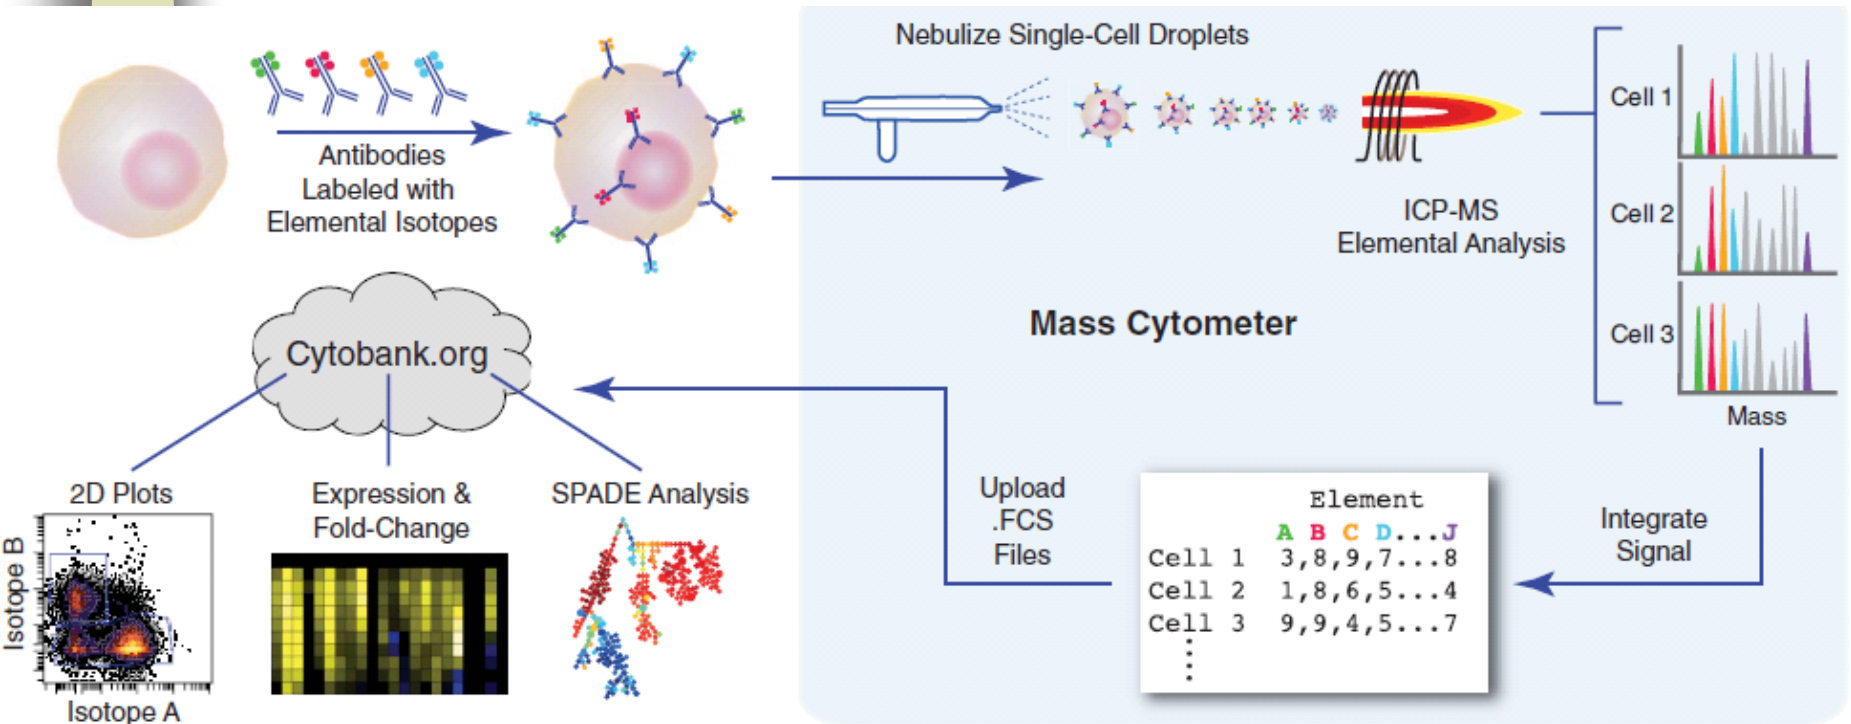 Nebulize Single-Cell Droplets
Antibodies
Labeled with
Elemental Isotopes
ICP-MS
Elemental Analysis
Cell 1
Cell 2
Cell 3
Mass
Mass Cytometer
Integrate
Signal
Element
A B C D...J
Cell 1 3,8,9,7...8
Cell 2 1,8,6,5...4
Cell 3 9,9,4,5...7
Upload
.FCS
Files
Cytobank.org
2D Plots
Isotope B
Isotope A
Expression &
Fold-Change
SPADE Analysis